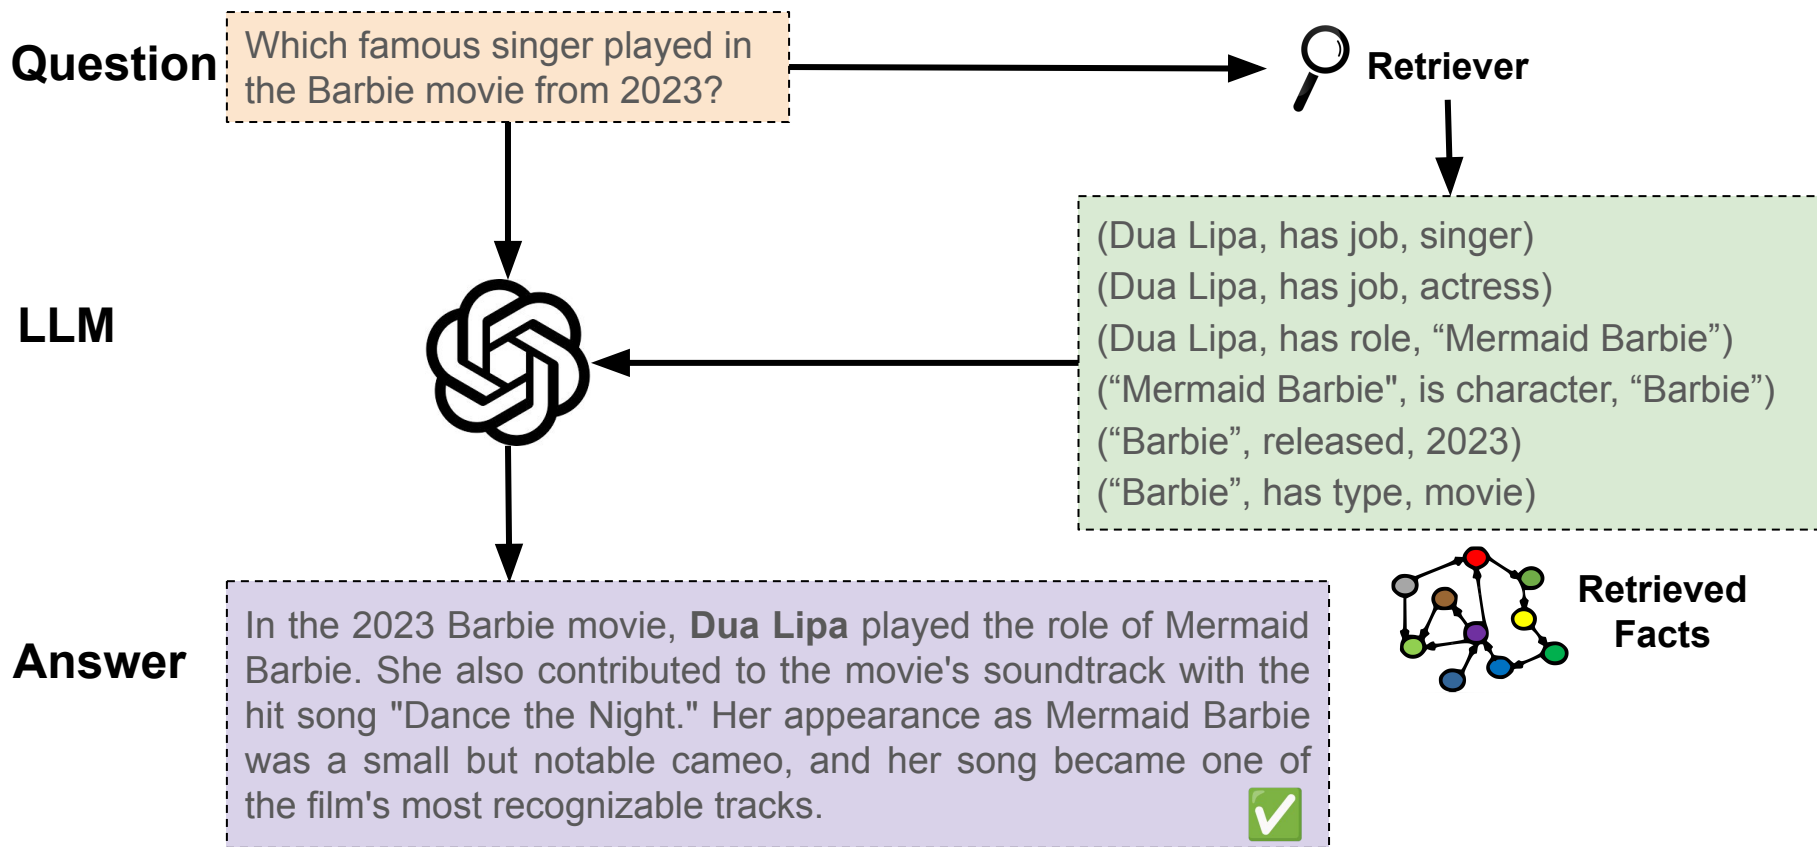 Question
Which famous singer played in
the Barbie movie from 2023?
Retriever
LLM
(Dua Lipa, has job, singer)
(Dua Lipa, has job, actress)
(Dua Lipa, has role, “Mermaid Barbie”)
(“Mermaid Barbie", is character, “Barbie”)
(“Barbie”, released, 2023)
(“Barbie”, has type, movie)
Retrieved
Facts
Answer
In the 2023 Barbie movie, Dua Lipa played the role of Mermaid
Barbie. She also contributed to the movie's soundtrack with the
hit song "Dance the Night." Her appearance as Mermaid Barbie
was a small but notable cameo, and her song became one of
the film's most recognizable tracks.